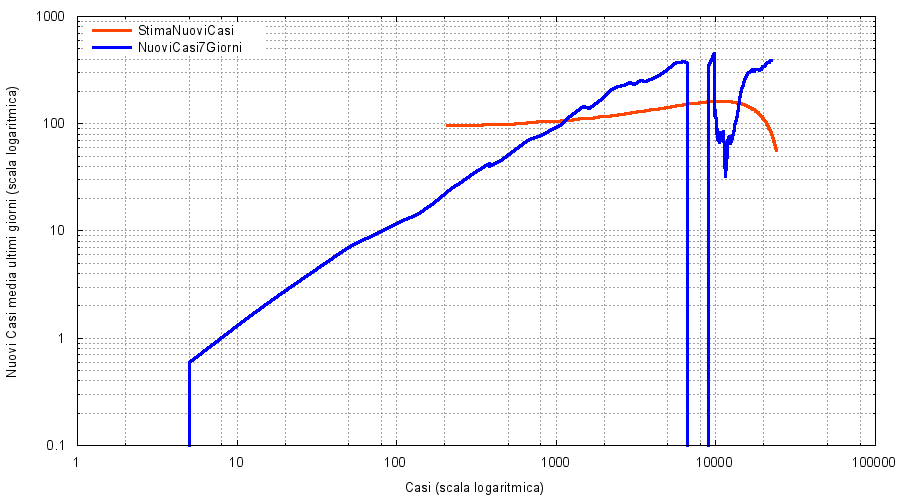 1000
StimaNuoviCasi
NuoviCasi7Giorni
100
10
1
0.1
Nuovi Casi media ultimi giorni (scala logaritmica)
1 10 100 1000 10000 100000
Casi (scala logaritmica)